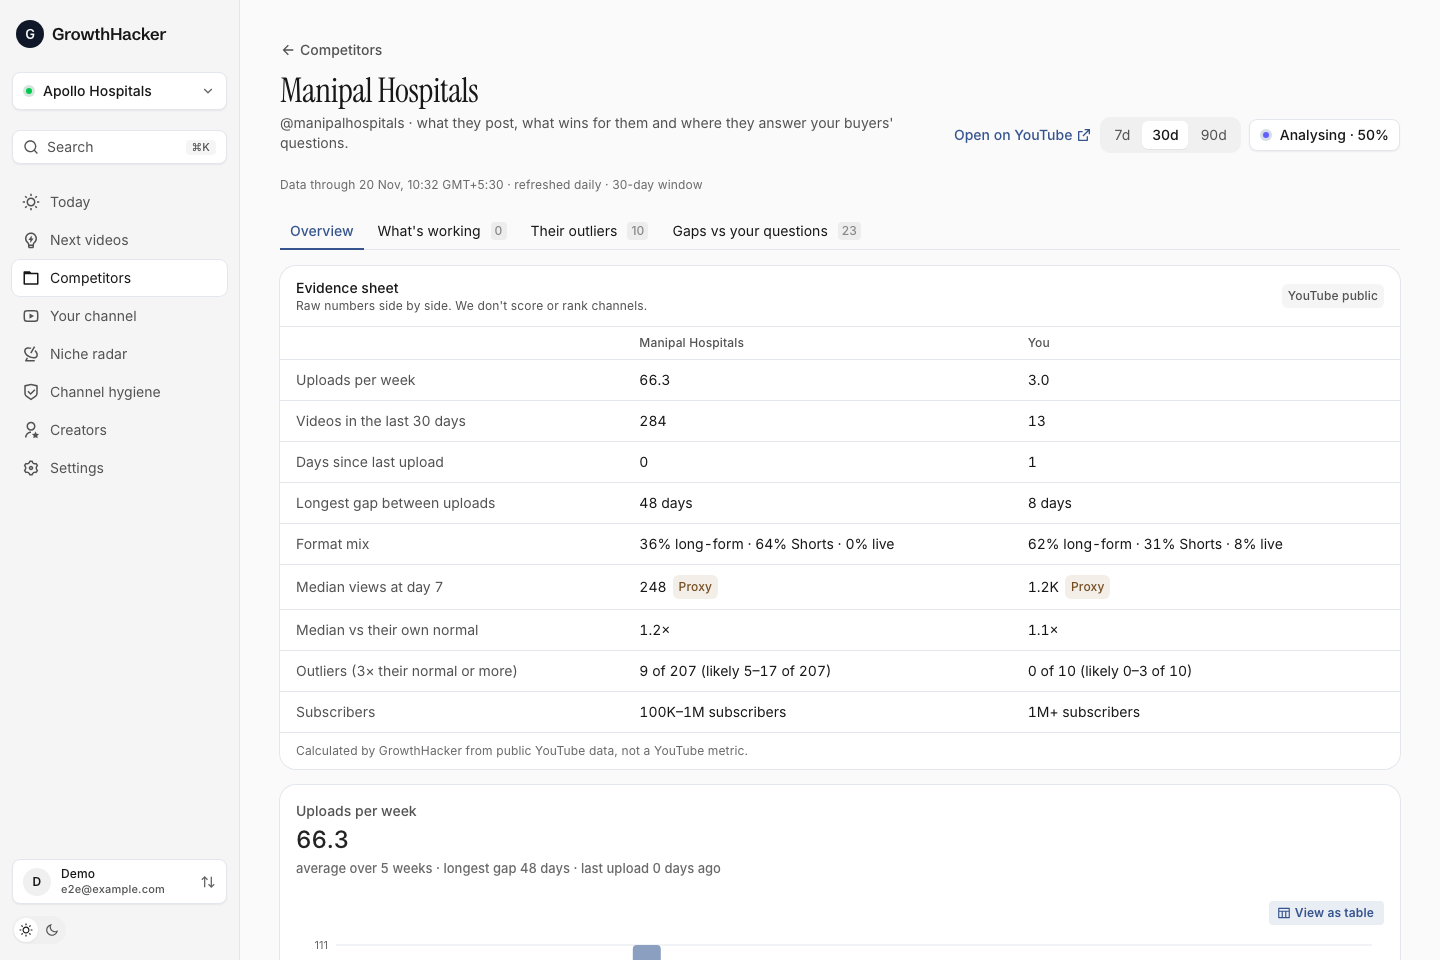 G GrowthHacker
Apollo Hospitals
Search ⌘K
Today
Next videos
Competitors
Your channel
Niche radar
Channel hygiene
Creators
Settings
D Demo
e2e@example.com
← Competitors
Manipal Hospitals
@manipalhospitals · what they post, what wins for them and where they answer your buyers'
questions.
Open on YouTube 7d 30d 90d Analysing · 50%
Data through 20 Nov, 10:32 GMT+5:30 · refreshed daily · 30-day window
Overview What's working 0 Their outliers 10 Gaps vs your questions 23
Evidence sheet
Raw numbers side by side. We don't score or rank channels.
YouTube public
Manipal Hospitals You
Uploads per week 66.3 3.0
Videos in the last 30 days 284 13
Days since last upload 0 1
Longest gap between uploads 48 days 8 days
Format mix 36% long-form · 64% Shorts · 0% live 62% long-form · 31% Shorts · 8% live
Median views at day 7 248 Proxy 1.2K Proxy
Median vs their own normal 1.2× 1.1×
Outliers (3× their normal or more) 9 of 207 (likely 5–17 of 207) 0 of 10 (likely 0–3 of 10)
Subscribers 100K–1M subscribers 1M+ subscribers
Calculated by GrowthHacker from public YouTube data, not a YouTube metric.
Uploads per week
66.3
average over 5 weeks · longest gap 48 days · last upload 0 days ago
View as table
111